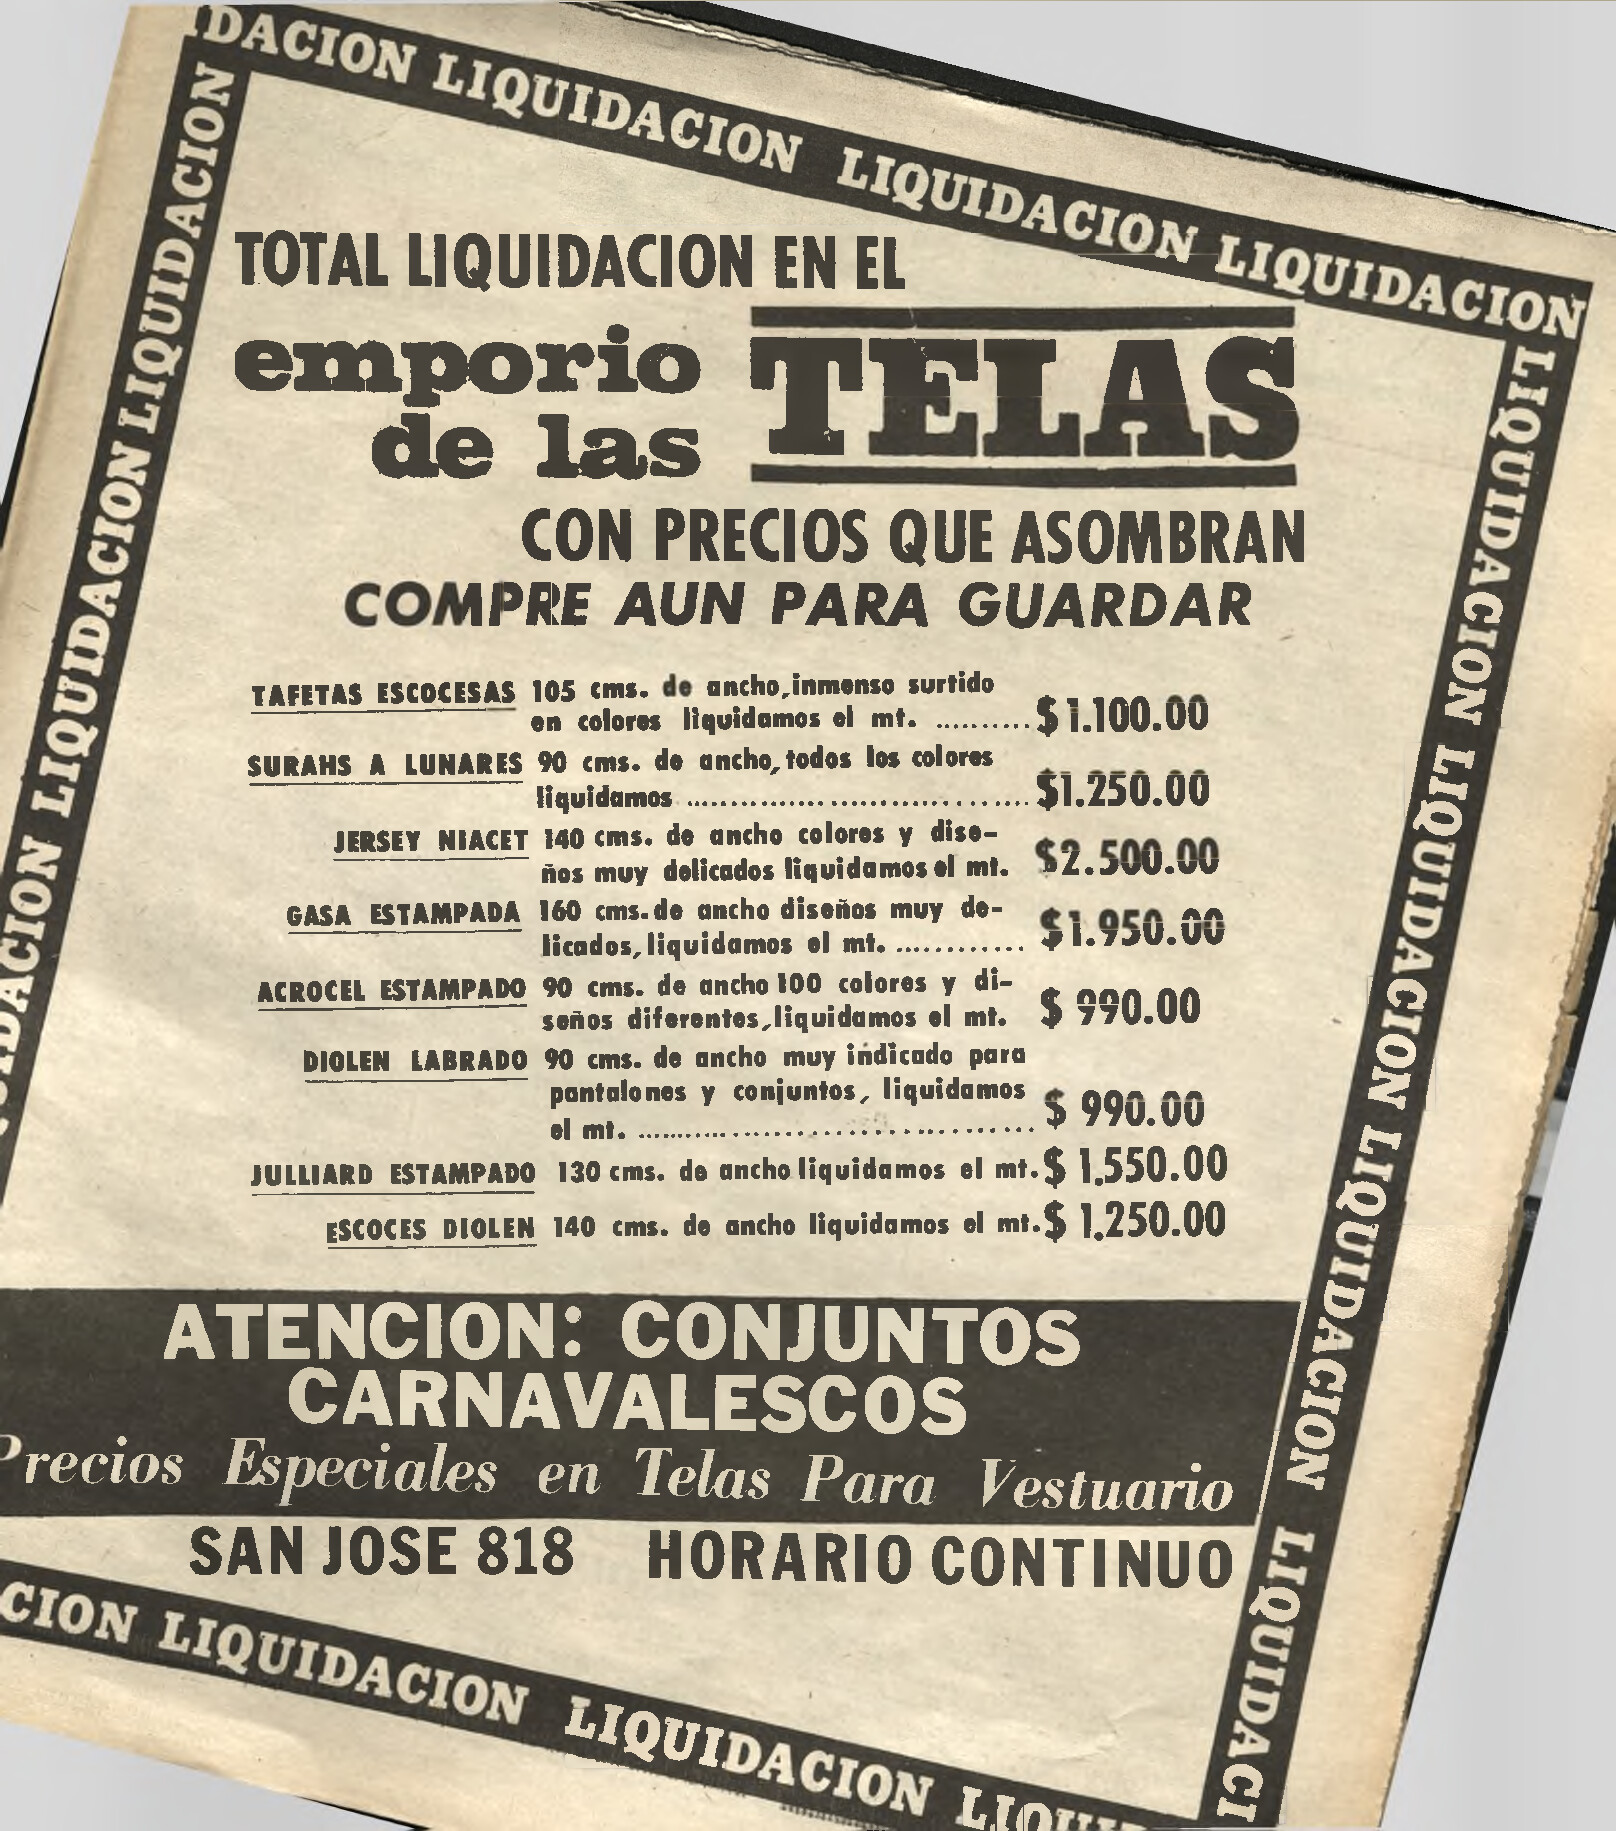 DACION LIQUIDACION LIQUIDACION LIQUIDACION
LIQUIDACION LIQUIDACION LIQUIDACION
TOTAL LIQUIDACION EN EL
emporio
de las TELAS
CON PRECIOS QUE ASOMBRAN
COMPRE AUN PARA GUARDAR
TAFETAS ESCOCESAS 105 cms. de ancho, inmenso surtido
en colores liquidamos el mt. .......... $ 1.100.00
SURAHS A LUNARES 90 cms. de ancho, todos los colores
liquidamos .................................. $1.250.00
JERSEY NIACET 140 cms. de ancho colores y dise-
ños muy delicados liquidamos el mt. $2.500.00
GASA ESTAMPADA 160 cms. de ancho diseños muy de-
licados, liquidamos el mt. ............ $1.950.00
ACROCEL ESTAMPADO 90 cms. de ancho 100 colores y di-
seños diferentes, liquidamos el mt. $ 990.00
DIOLEN LABRADO 90 cms. de ancho muy indicado para
pantalones y conjuntos, liquidamos
el mt. ..................................... $ 990.00
JULLIARD ESTAMPADO 130 cms. de ancho liquidamos el mt. $ 1.550.00
ESCOCES DIOLEN 140 cms. de ancho liquidamos el mt. $ 1.250.00
ATENCION: CONJUNTOS
CARNAVALESCOS
Precios Especiales en Telas Para Vestuario
SAN JOSE 818 HORARIO CONTINUO
LIQUIDACION LIQUIDACION LIQUIDACION LIQUIDACION LIQUIDACI
CION LIQUIDACION LIQUIDACION LIQUI